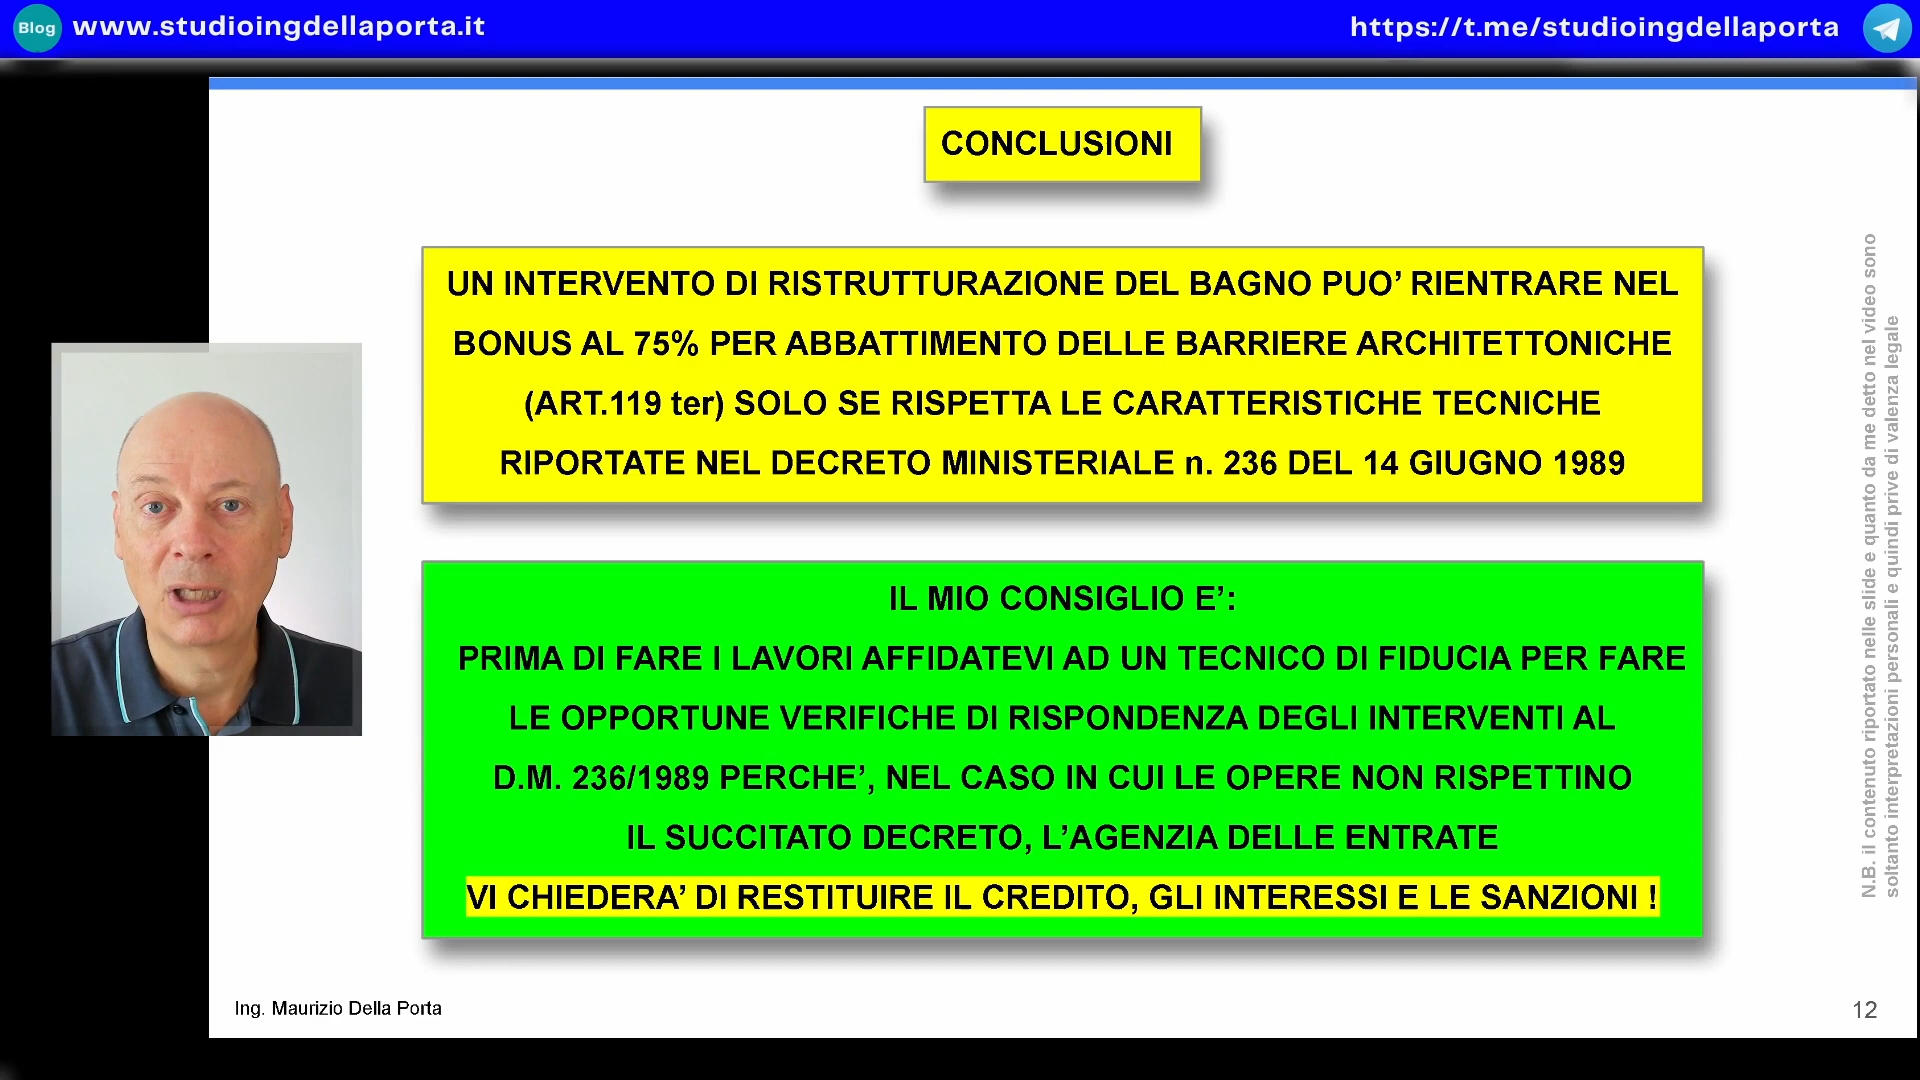 Blog www.studioingdellaporta.it
https://t.me/studioingdellaporta
CONCLUSIONI
UN INTERVENTO DI RISTRUTTURAZIONE DEL BAGNO PUO’ RIENTRARE NEL
BONUS AL 75% PER ABBATTIMENTO DELLE BARRIERE ARCHITETTONICHE
(ART.119 ter) SOLO SE RISPETTA LE CARATTERISTICHE TECNICHE
RIPORTATE NEL DECRETO MINISTERIALE n. 236 DEL 14 GIUGNO 1989
IL MIO CONSIGLIO E’:
PRIMA DI FARE I LAVORI AFFIDATEVI AD UN TECNICO DI FIDUCIA PER FARE
LE OPPORTUNE VERIFICHE DI RISPONDENZA DEGLI INTERVENTI AL
D.M. 236/1989 PERCHE’, NEL CASO IN CUI LE OPERE NON RISPETTINO
IL SUCCITATO DECRETO, L’AGENZIA DELLE ENTRATE
VI CHIEDERA’ DI RESTITUIRE IL CREDITO, GLI INTERESSI E LE SANZIONI !
N.B. il contenuto riportato nelle slide e quanto da me detto nel video sono
soltanto interpretazioni personali e quindi prive di valenza legale
Ing. Maurizio Della Porta
12